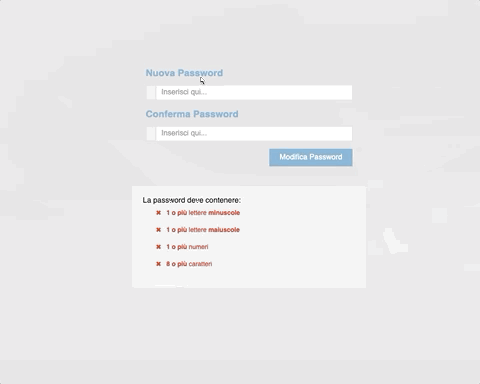 Nuova Password
Inserisci qui...
Conferma Password
Inserisci qui...
Modifica Password
La password deve contenere:
✖ 1 o più lettere minuscole
✖ 1 o più lettere maiuscole
✖ 1 o più numeri
✖ 8 o più caratteri